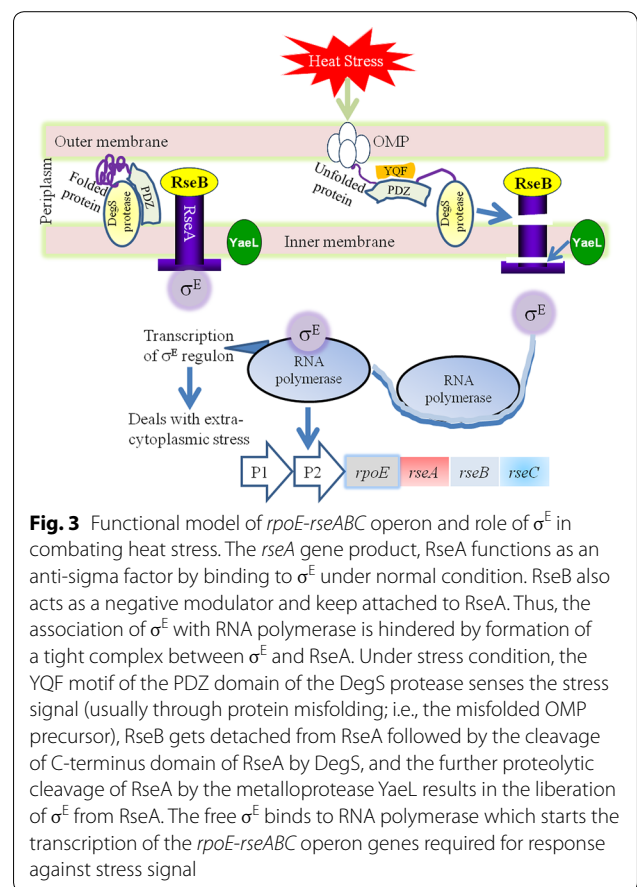 Heat Stress
Outer membrane
OMP
Periplasm
Folded
protein
DegS
protease
PDZ
RseB
RseA
YaeL
σE
Unfolded
protein
YQF
PDZ
DegS
protease
RseB
YaeL
Inner membrane
σE
Transcription
of σE regulon
σE
RNA
polymerase
RNA
polymerase
Deals with extra-
cytoplasmic stress
P1
P2
rpoE
rseA
rseB
rseC
Fig. 3 Functional model of rpoE-rseABC operon and role of σE in
combating heat stress. The rseA gene product, RseA functions as an
anti-sigma factor by binding to σE under normal condition. RseB also
acts as a negative modulator and keep attached to RseA. Thus, the
association of σE with RNA polymerase is hindered by formation of
a tight complex between σE and RseA. Under stress condition, the
YQF motif of the PDZ domain of the DegS protease senses the stress
signal (usually through protein misfolding; i.e., the misfolded OMP
precursor), RseB gets detached from RseA followed by the cleavage
of C-terminus domain of RseA by DegS, and the further proteolytic
cleavage of RseA by the metalloprotease YaeL results in the liberation
of σE from RseA. The free σE binds to RNA polymerase which starts the
transcription of the rpoE-rseABC operon genes required for response
against stress signal